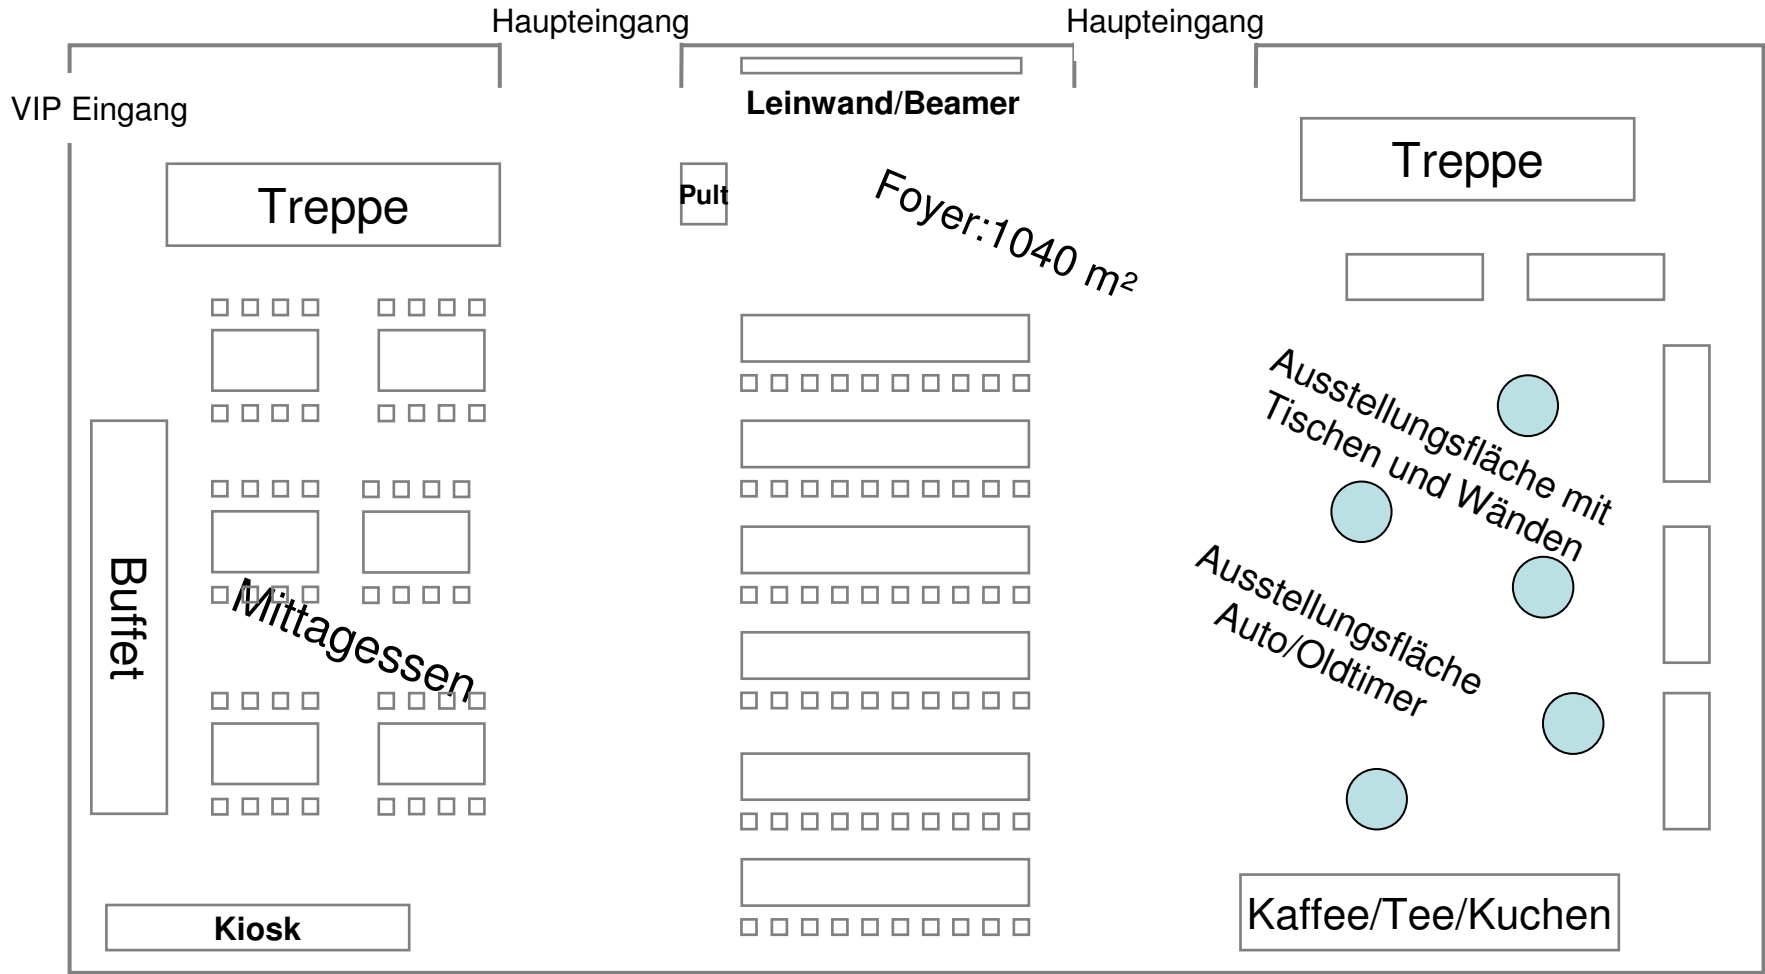 Haupteingang
Haupteingang
VIP Eingang
Leinwand/Beamer
Treppe
Treppe
Pult
Foyer:1040 m²
Ausstellungsfläche mit
Tischen und Wänden
Ausstellungsfläche
Auto/Oldtimer
Buffet
Mittagessen
Kiosk
Kaffee/Tee/Kuchen